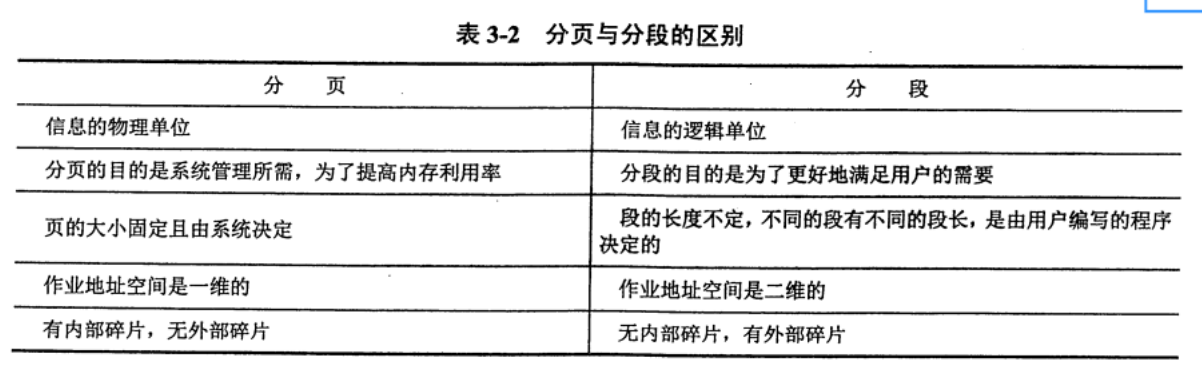 表 3-2 分页与分段的区别
分 页
分 段
信息的物理单位
信息的逻辑单位
分页的目的是系统管理所需，为了提高内存利用率
分段的目的是为了更好地满足用户的需要
页的大小固定且由系统决定
段的长度不定，不同的段有不同的段长，是由用户编写的程序
决定的
作业地址空间是一维的
作业地址空间是二维的
有内部碎片，无外部碎片
无内部碎片，有外部碎片